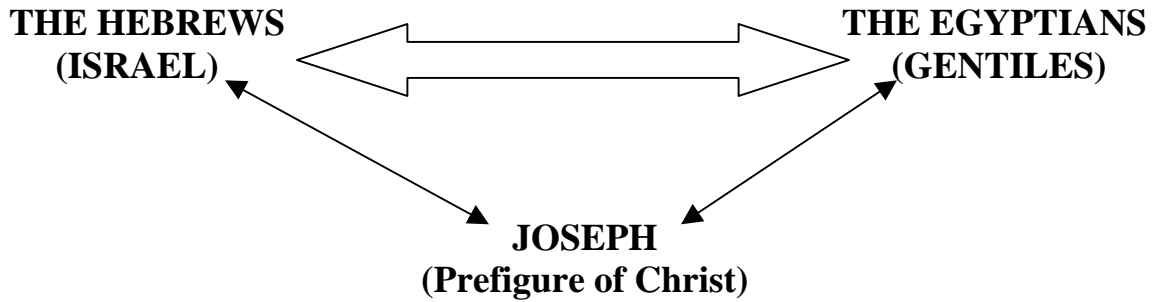 THE HEBREWS
(ISRAEL)
THE EGYPTIANS
(GENTILES)
JOSEPH
(Prefigure of Christ)